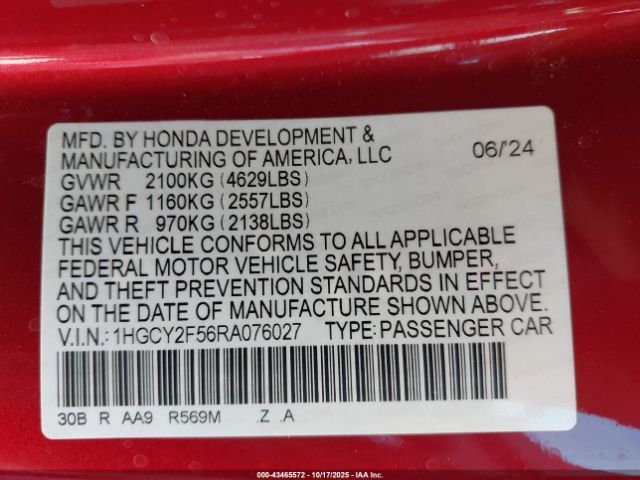 MFD. BY HONDA DEVELOPMENT &
MANUFACTURING OF AMERICA, LLC 06/'24
GVWR 2100KG (4629LBS)
GAWR F 1160KG (2557LBS)
GAWR R 970KG (2138LBS)
THIS VEHICLE CONFORMS TO ALL APPLICABLE
FEDERAL MOTOR VEHICLE SAFETY, BUMPER,
AND THEFT PREVENTION STANDARDS IN EFFECT
ON THE DATE OF MANUFACTURE SHOWN ABOVE.
V.I.N.: 1HGCY2F56RA076027 TYPE: PASSENGER CAR
30B R AA9 R569M .Z .A
000-43465572 - 10/17/2025 - IAA Inc.